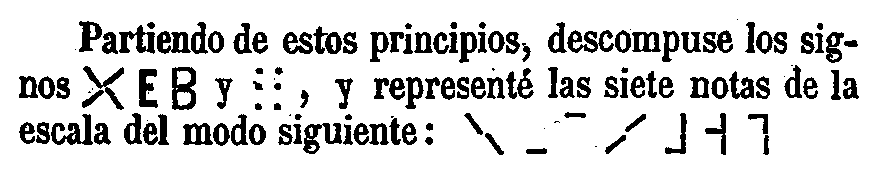 Partiendo de estos principios, descompuse los sig-
nos X E B y ⠿, y representé las siete notas de la
escala del modo siguiente: \ _ ¯ / ┘ ┤ ┐